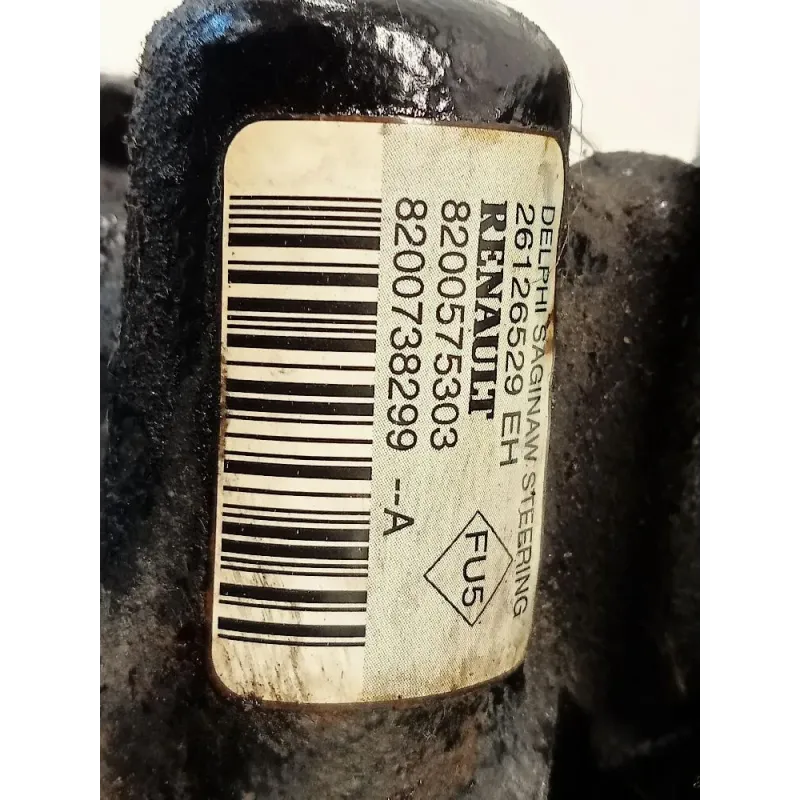 DELPHI SAGINAW STEERING
26126529 EH
RENAULT
8200575303
8200738299 --A
FU5